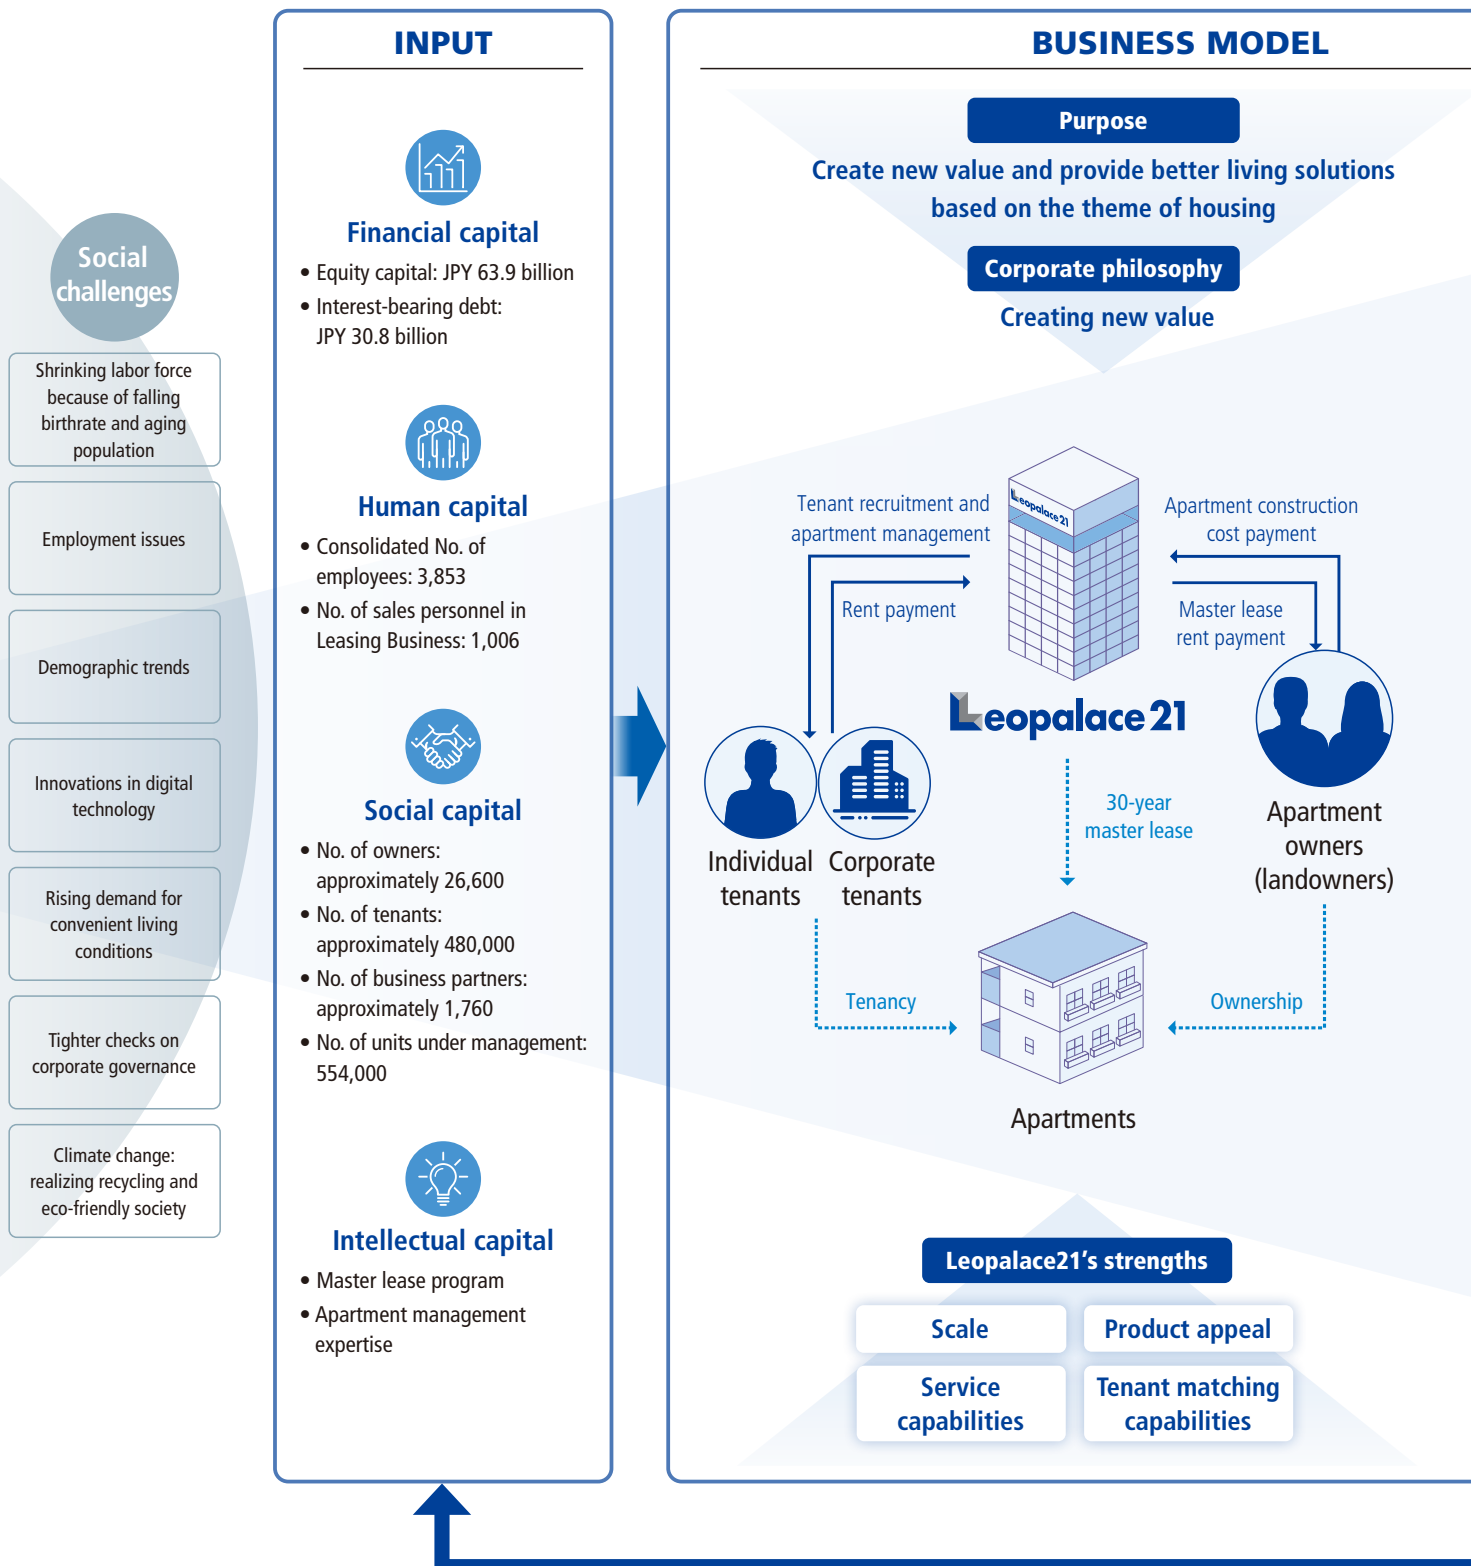 Social
challenges
Shrinking labor force
because of falling
birthrate and aging
population
Employment issues
Demographic trends
Innovations in digital
technology
Rising demand for
convenient living
conditions
Tighter checks on
corporate governance
Climate change:
realizing recycling and
eco-friendly society
INPUT
Financial capital
• Equity capital: JPY 63.9 billion
• Interest-bearing debt:
JPY 30.8 billion
Human capital
• Consolidated No. of
employees: 3,853
• No. of sales personnel in
Leasing Business: 1,006
Social capital
• No. of owners:
approximately 26,600
• No. of tenants:
approximately 480,000
• No. of business partners:
approximately 1,760
• No. of units under management:
554,000
Intellectual capital
• Master lease program
• Apartment management
expertise
BUSINESS MODEL
Purpose
Create new value and provide better living solutions
based on the theme of housing
Corporate philosophy
Creating new value
Tenant recruitment and
apartment management
Rent payment
Leopalace21
Apartment construction
cost payment
Master lease
rent payment
Leopalace21
Individual
tenants
Corporate
tenants
30-year
master lease
Apartment
owners
(landowners)
Tenancy
Ownership
Apartments
Leopalace21's strengths
Scale
Product appeal
Service
capabilities
Tenant matching
capabilities